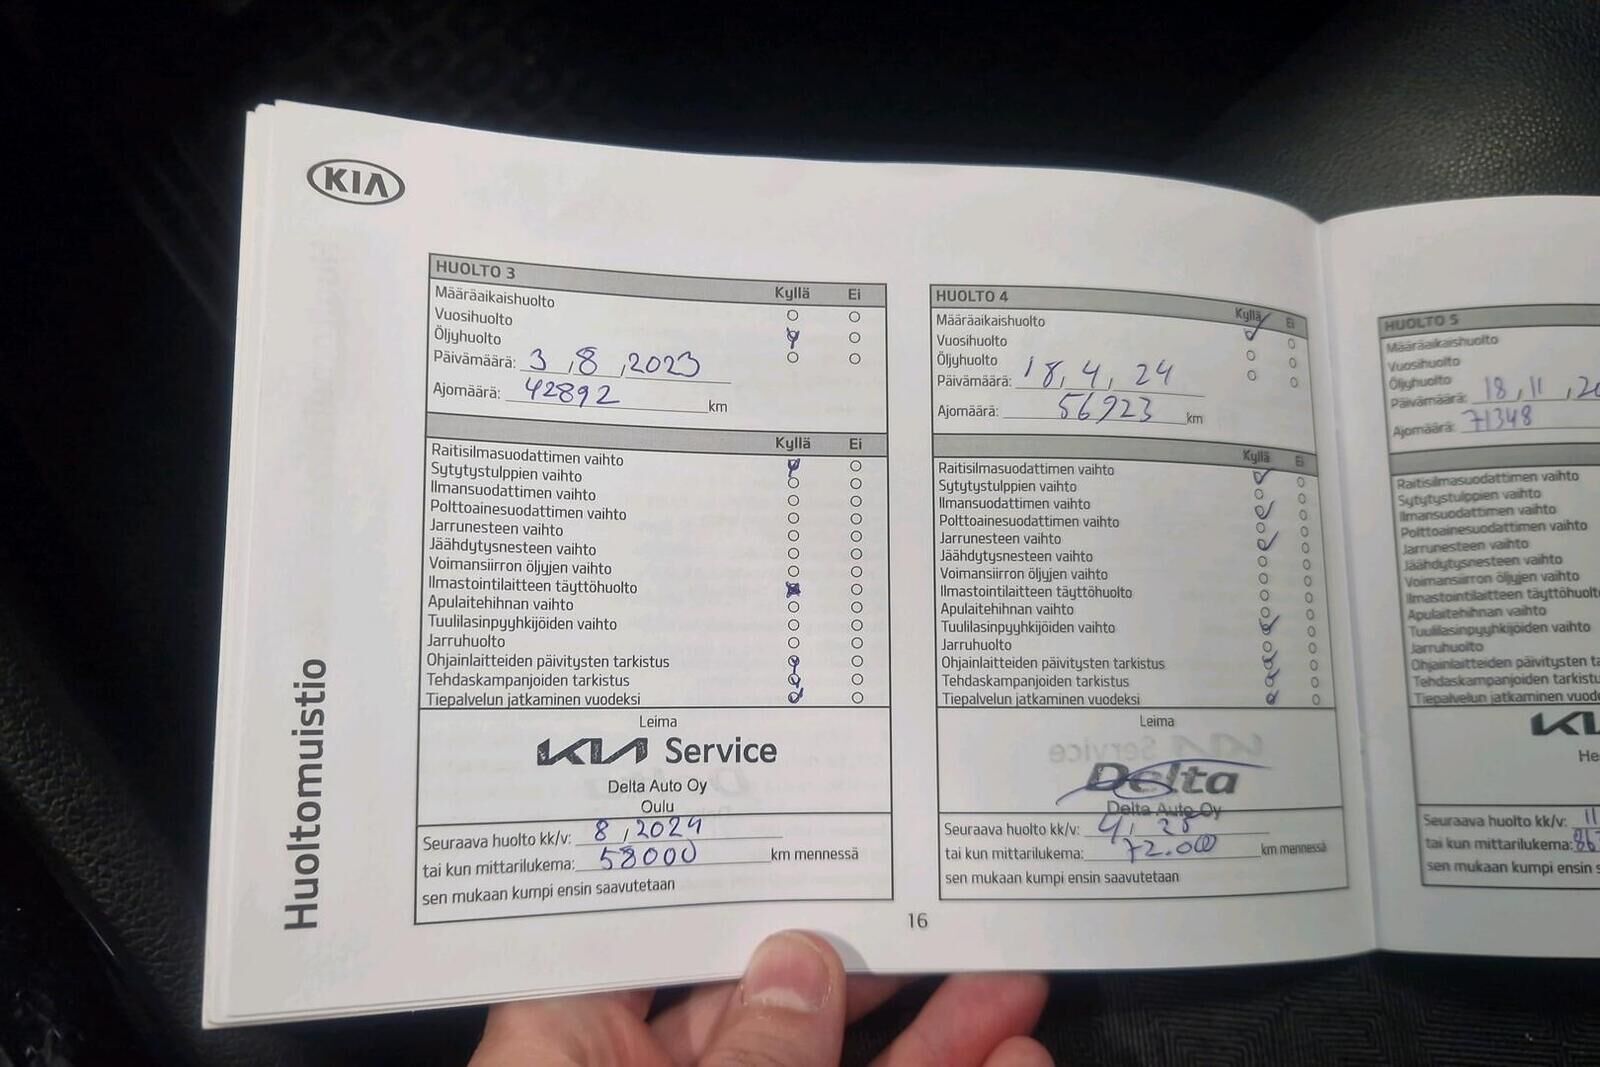 KIA
Huoltomuistio
HUOLTO 3
Kyllä Ei
Määräaikaishuolto
Vuosihuolto
Öljyhuolto
Päivämäärä: 3,8,2023
Ajomäärä: 42892 km
Kyllä Ei
Raitisilmasuodattimen vaihto
Sytytystulppien vaihto
Ilmansuodattimen vaihto
Polttoainesuodattimen vaihto
Jarrunesteen vaihto
Jäähdytysnesteen vaihto
Voimansiirron öljyjen vaihto
Ilmastointilaitteen täyttöhuolto
Apulaitehihnan vaihto
Tuulilasinpyyhkijöiden vaihto
Jarruhuolto
Ohjainlaitteiden päivitysten tarkistus
Tehdaskampanjoiden tarkistus
Tiepalvelun jatkaminen vuodeksi
Leima
KIA Service
Delta Auto Oy
Oulu
Seuraava huolto kk/v: 8,2024
tai kun mittarilukema: 58000 km mennessä
sen mukaan kumpi ensin saavutetaan
HUOLTO 4
Kyllä Ei
Määräaikaishuolto
Vuosihuolto
Öljyhuolto
Päivämäärä: 18,4,24
Ajomäärä: 56923 km
Kyllä Ei
Raitisilmasuodattimen vaihto
Sytytystulppien vaihto
Ilmansuodattimen vaihto
Polttoainesuodattimen vaihto
Jarrunesteen vaihto
Jäähdytysnesteen vaihto
Voimansiirron öljyjen vaihto
Ilmastointilaitteen täyttöhuolto
Apulaitehihnan vaihto
Tuulilasinpyyhkijöiden vaihto
Jarruhuolto
Ohjainlaitteiden päivitysten tarkistus
Tehdaskampanjoiden tarkistus
Tiepalvelun jatkaminen vuodeksi
Leima
Delta
Delta Auto Oy
Seuraava huolto kk/v: 4, 25
tai kun mittarilukema: 72.000 km mennessä
sen mukaan kumpi ensin saavutetaan
16
HUOLTO 5
Määräaikaishuolto
Vuosihuolto
Öljyhuolto
Päivämäärä: 18,11,20
Ajomäärä: 71348
Raitisilmasuodattimen vaihto
Sytytystulppien vaihto
Ilmansuodattimen vaihto
Polttoainesuodattimen vaihto
Jarrunesteen vaihto
Jäähdytysnesteen vaihto
Voimansiirron öljyjen vaihto
Ilmastointilaitteen täyttöhuolt
Apulaitehihnan vaihto
Tuulilasinpyyhkijöiden vaihto
Jarruhuolto
Ohjainlaitteiden päivitysten ta
Tehdaskampanjoiden tarkistu
Tiepalvelun jatkaminen vuod
He
Seuraava huolto kk/v: 11
tai kun mittarilukema: 86
sen mukaan kumpi ensin s